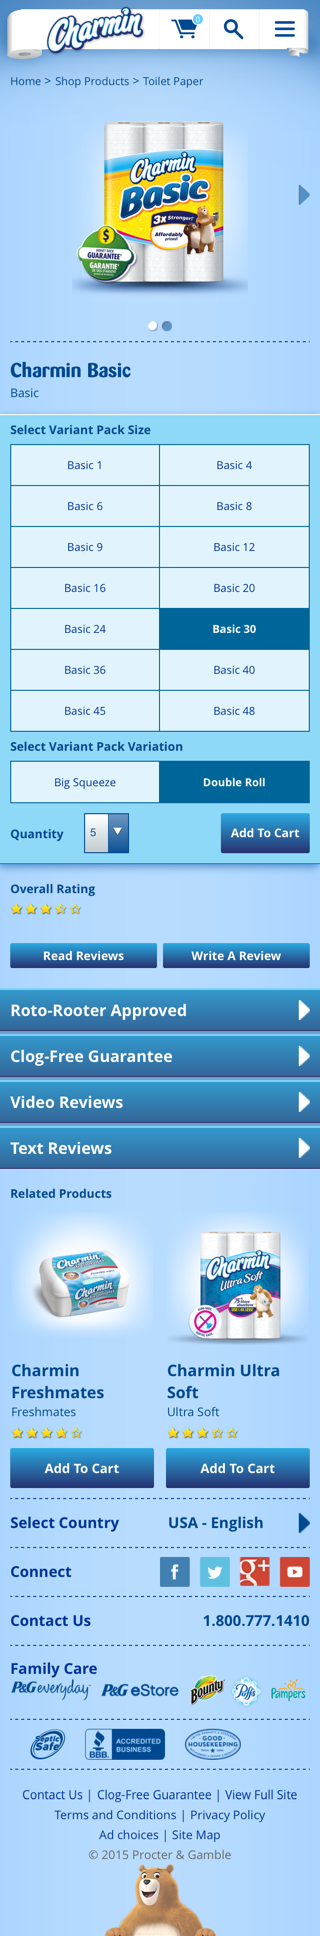 Charmin
0
Home > Shop Products > Toilet Paper
Charmin
Basic
3x Stronger*
Affordably
priced!
$
MONEY BACK
GUARANTEE
GARANTIE
Charmin Basic
Basic
Select Variant Pack Size
Basic 1
Basic 4
Basic 6
Basic 8
Basic 9
Basic 12
Basic 16
Basic 20
Basic 24
Basic 30
Basic 36
Basic 40
Basic 45
Basic 48
Select Variant Pack Variation
Big Squeeze
Double Roll
Quantity
5
Add To Cart
Overall Rating
Read Reviews
Write A Review
Roto-Rooter Approved
Clog-Free Guarantee
Video Reviews
Text Reviews
Related Products
Charmin
Charmin
Charmin
Ultra Soft
Charmin
Freshmates
Freshmates
Charmin Ultra
Soft
Ultra Soft
Add To Cart
Add To Cart
Select Country
USA - English
Connect
f
g+
Contact Us
1.800.777.1410
Family Care
P&G everyday
P&G eStore
Bounty
Puffs
Pampers
Septic
Safe
BBB.
ACCREDITED
BUSINESS
GOOD
HOUSEKEEPING
Contact Us | Clog-Free Guarantee | View Full Site
Terms and Conditions | Privacy Policy
Ad choices | Site Map
© 2015 Procter & Gamble